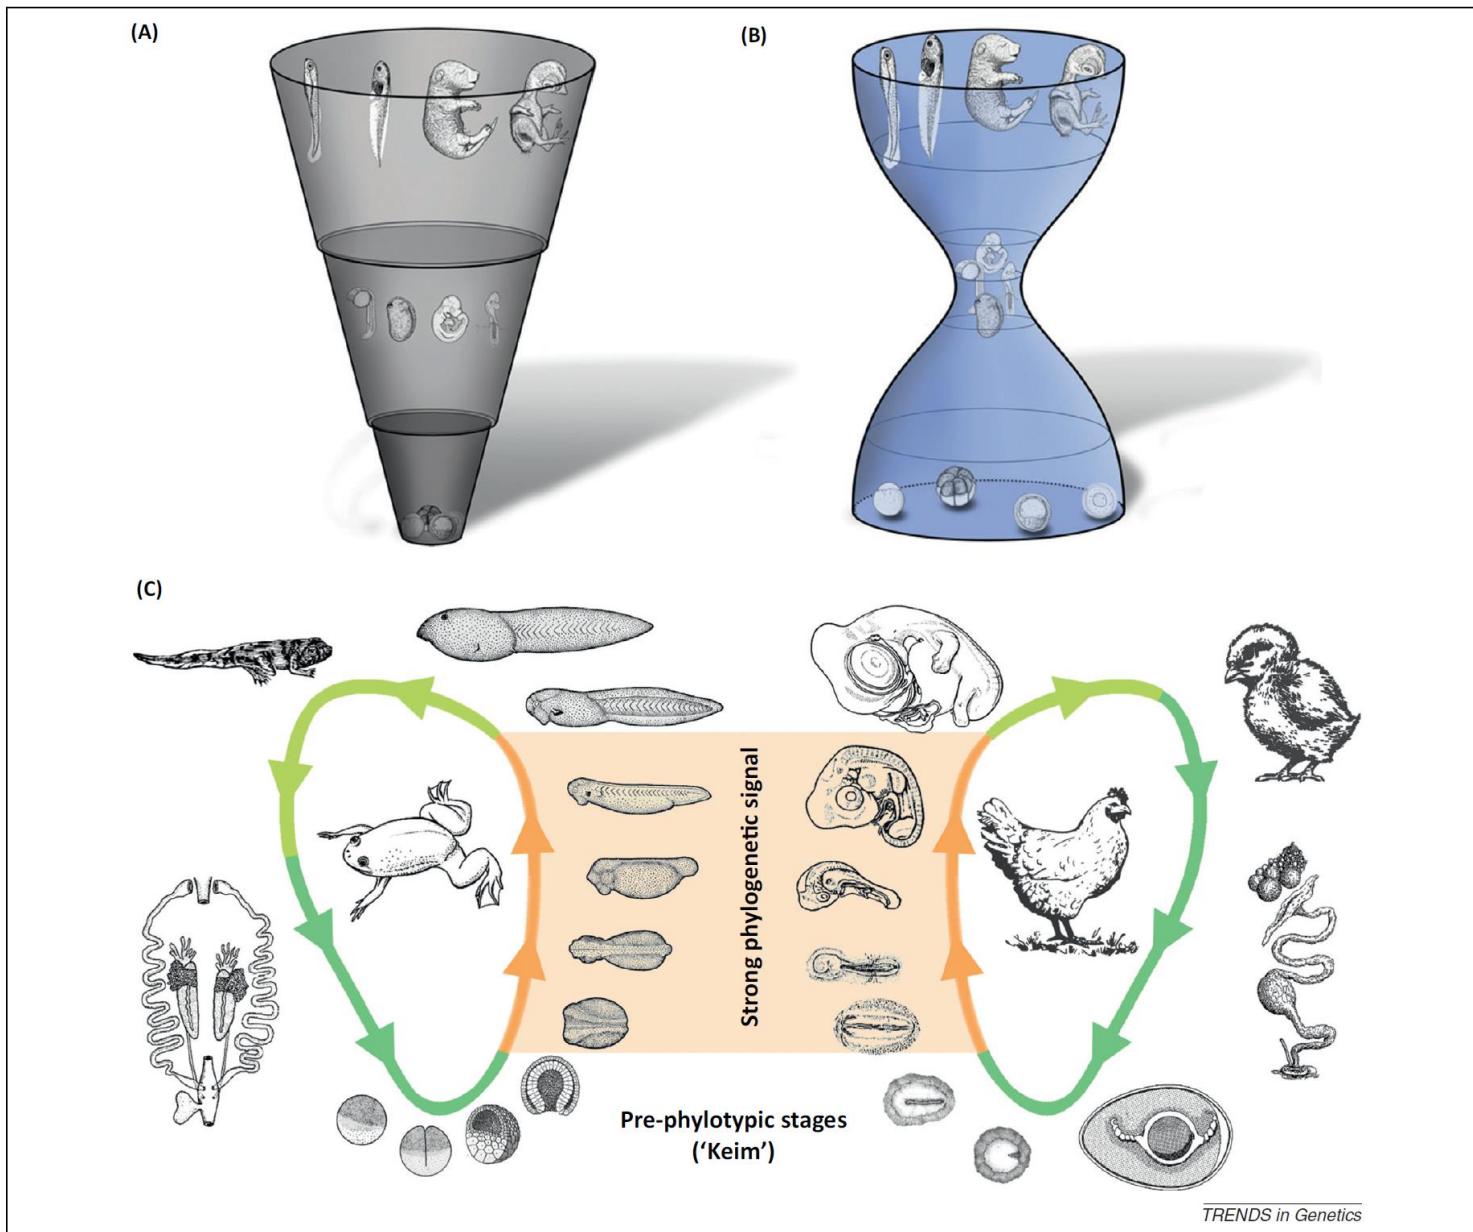 (A)
(B)
(C)
Strong phylogenetic signal
Pre-phylotypic stages
(‘Keim’)
TRENDS in Genetics